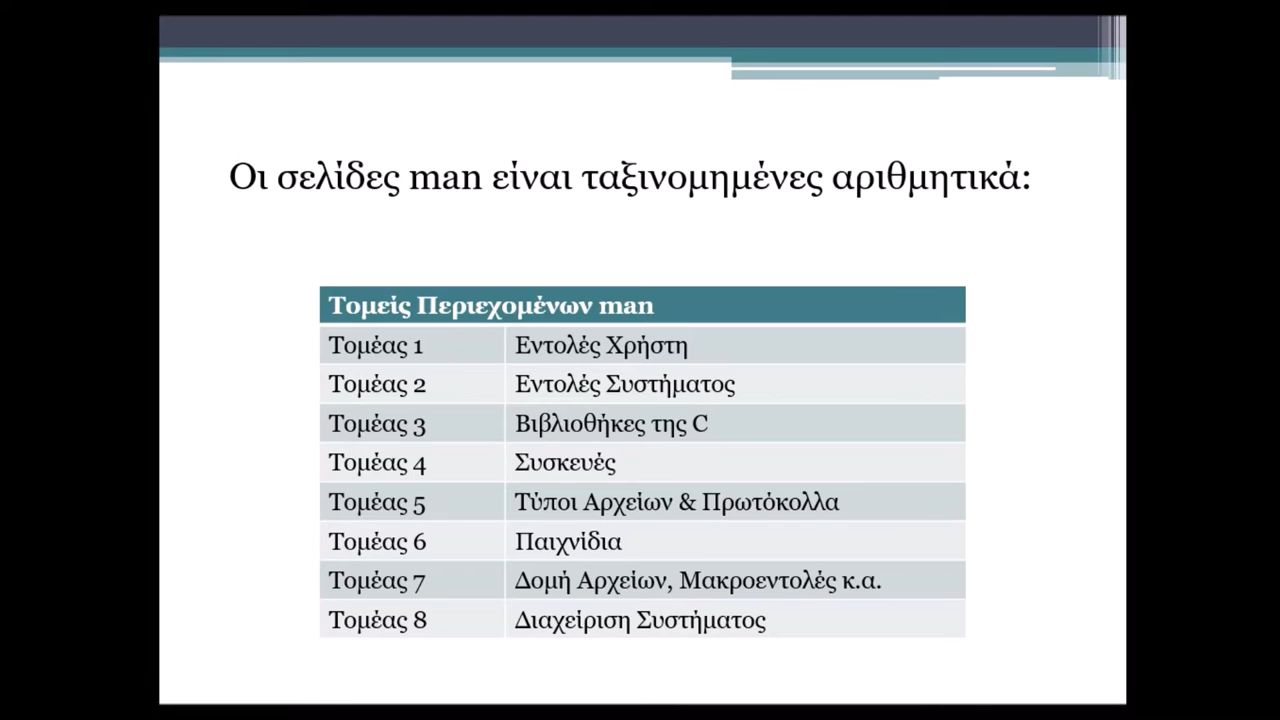 Οι σελίδες man είναι ταξινομημένες αριθμητικά:
Τομείς Περιεχομένων man
Τομέας 1 Εντολές Χρήστη
Τομέας 2 Εντολές Συστήματος
Τομέας 3 Βιβλιοθήκες της C
Τομέας 4 Συσκευές
Τομέας 5 Τύποι Αρχείων & Πρωτόκολλα
Τομέας 6 Παιχνίδια
Τομέας 7 Δομή Αρχείων, Μακροεντολές κ.α.
Τομέας 8 Διαχείριση Συστήματος